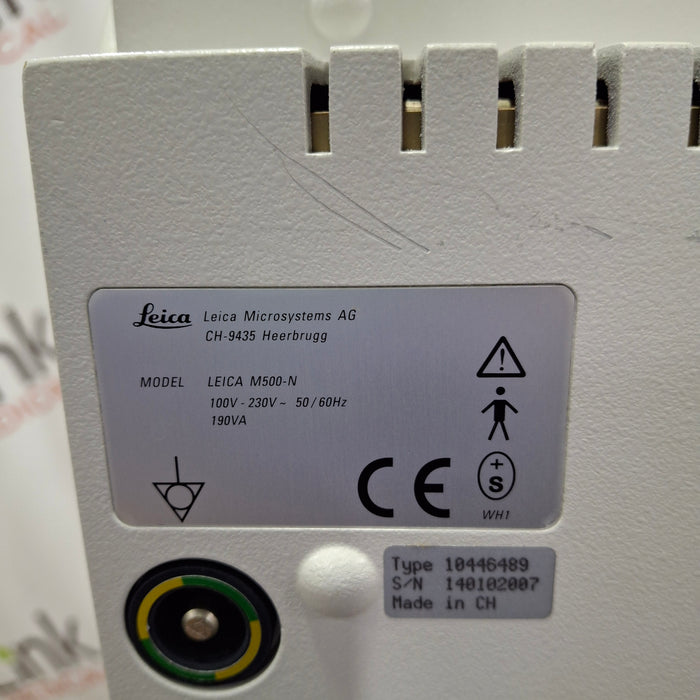 Leica Leica Microsystems AG
CH-9435 Heerbrugg
MODEL LEICA M500-N
100V - 230V ~ 50/60Hz
190VA
CE
+
S
WH1
Type 10446489
S/N 140102007
Made in CH